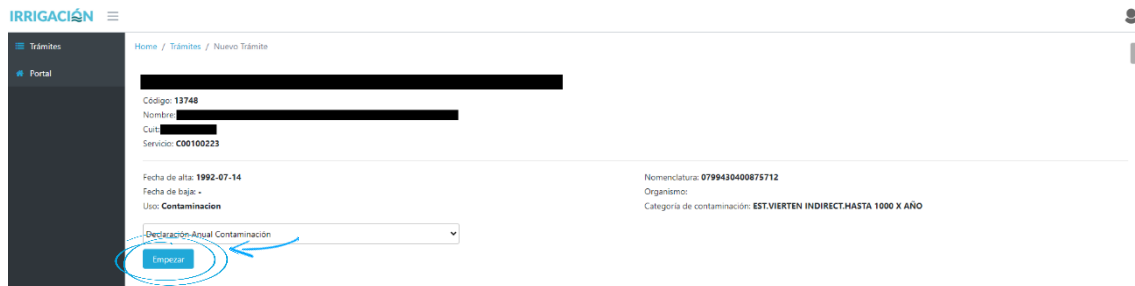 IRRIGACIÓN
Trámites
Portal
Home / Trámites / Nuevo Trámite
Código: 13748
Nombre:
Cuit:
Servicio: C00100223
Fecha de alta: 1992-07-14
Fecha de baja: -
Uso: Contaminacion
Nomenclatura: 0799430400875712
Organismo:
Categoría de contaminación: EST.VIERTEN INDIRECT.HASTA 1000 X AÑO
Declaración Anual Contaminación
Empezar